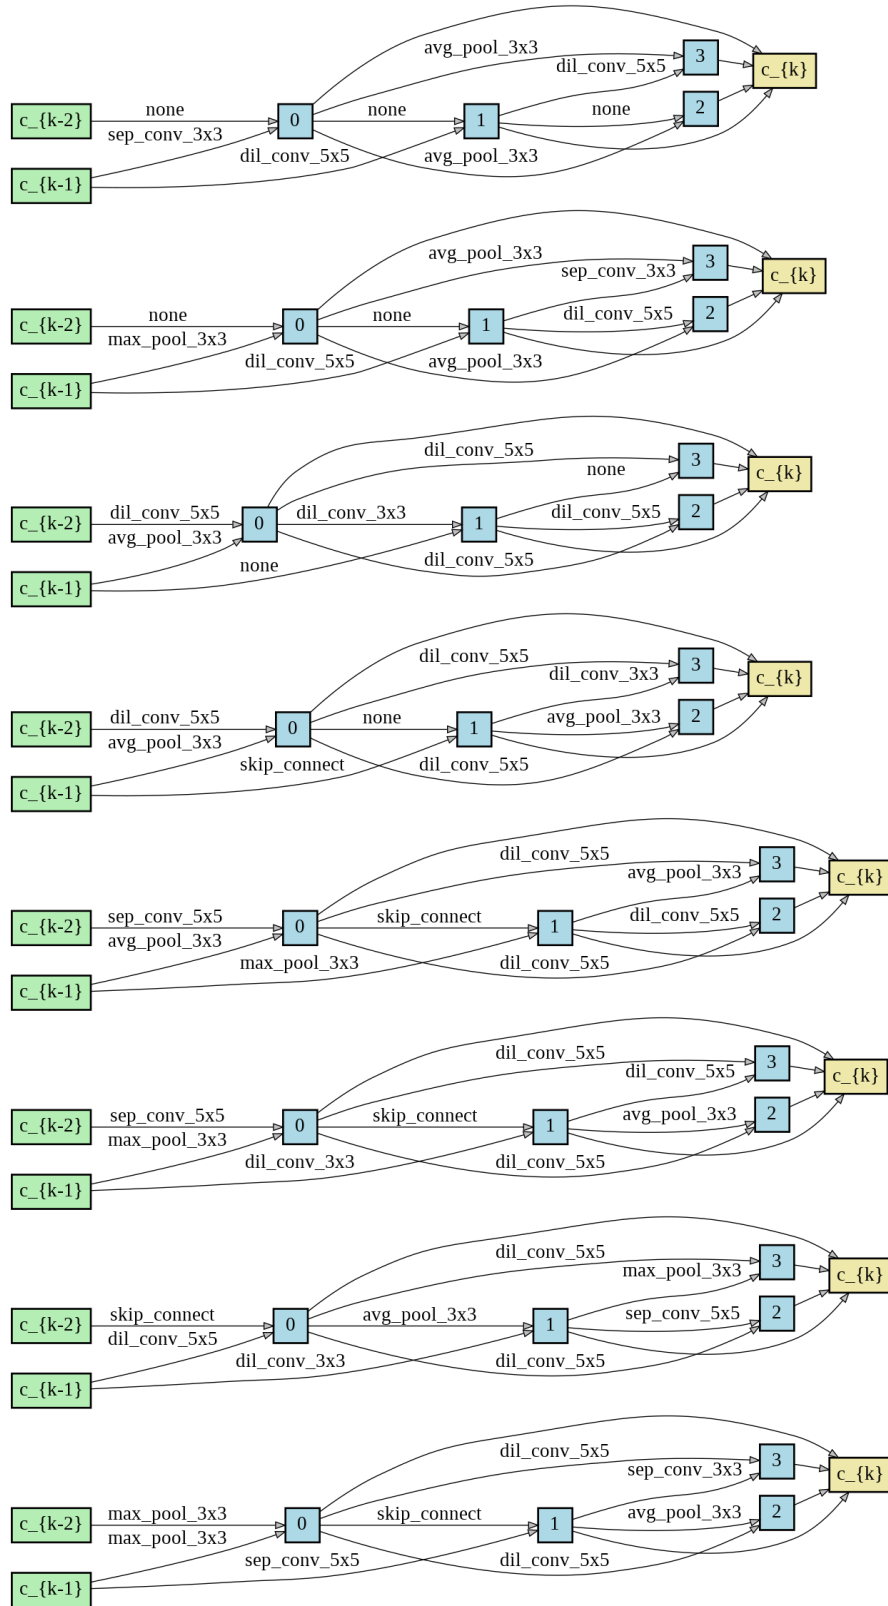 avg_pool_3x3
3
dil_conv_5x5
c_{k}
none
none
none
2
c_{k-2}
0
1
sep_conv_3x3
dil_conv_5x5
avg_pool_3x3
c_{k-1}
avg_pool_3x3
3
sep_conv_3x3
c_{k}
none
none
dil_conv_5x5
2
c_{k-2}
0
1
max_pool_3x3
dil_conv_5x5
avg_pool_3x3
c_{k-1}
dil_conv_5x5
3
none
c_{k}
dil_conv_5x5
dil_conv_3x3
dil_conv_5x5
2
c_{k-2}
0
1
avg_pool_3x3
none
dil_conv_5x5
c_{k-1}
dil_conv_5x5
3
dil_conv_3x3
c_{k}
dil_conv_5x5
none
avg_pool_3x3
2
c_{k-2}
0
1
avg_pool_3x3
skip_connect
dil_conv_5x5
c_{k-1}
dil_conv_5x5
3
avg_pool_3x3
c_{k}
sep_conv_5x5
skip_connect
dil_conv_5x5
2
c_{k-2}
0
1
avg_pool_3x3
max_pool_3x3
dil_conv_5x5
c_{k-1}
dil_conv_5x5
3
dil_conv_5x5
c_{k}
sep_conv_5x5
skip_connect
avg_pool_3x3
2
c_{k-2}
0
1
max_pool_3x3
dil_conv_3x3
dil_conv_5x5
c_{k-1}
dil_conv_5x5
3
max_pool_3x3
c_{k}
skip_connect
avg_pool_3x3
sep_conv_5x5
2
c_{k-2}
0
1
dil_conv_5x5
dil_conv_3x3
dil_conv_5x5
c_{k-1}
dil_conv_5x5
3
sep_conv_3x3
c_{k}
max_pool_3x3
skip_connect
avg_pool_3x3
2
c_{k-2}
0
1
max_pool_3x3
sep_conv_5x5
dil_conv_5x5
c_{k-1}